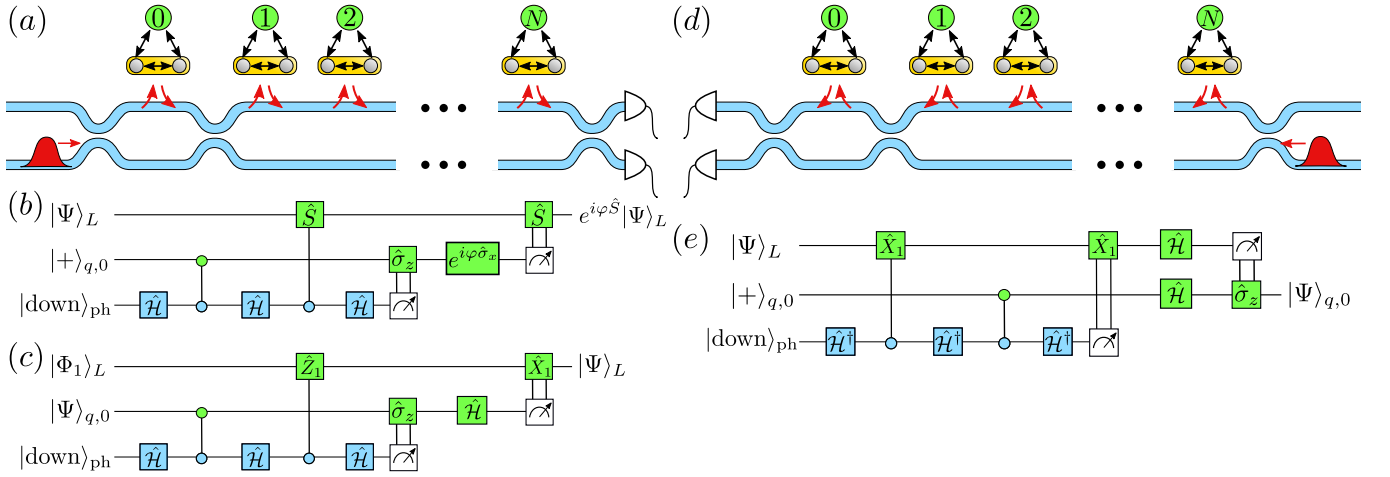 (a) 0 1 2 N
(d) 0 1 2 N
(b) |Ψ⟩_L Ŝ Ŝ e^{iφŜ}|Ψ⟩_L
|+⟩_{q,0} σ̂_z e^{iφσ̂_x}
|down⟩_ph Ĥ Ĥ Ĥ
(c) |Φ_1⟩_L Ẑ_1 X̂_1 |Ψ⟩_L
|Ψ⟩_{q,0} σ̂_z Ĥ
|down⟩_ph Ĥ Ĥ Ĥ
(e) |Ψ⟩_L X̂_1 X̂_1 Ĥ
|+⟩_{q,0} Ĥ σ̂_z |Ψ⟩_{q,0}
|down⟩_ph Ĥ† Ĥ† Ĥ†